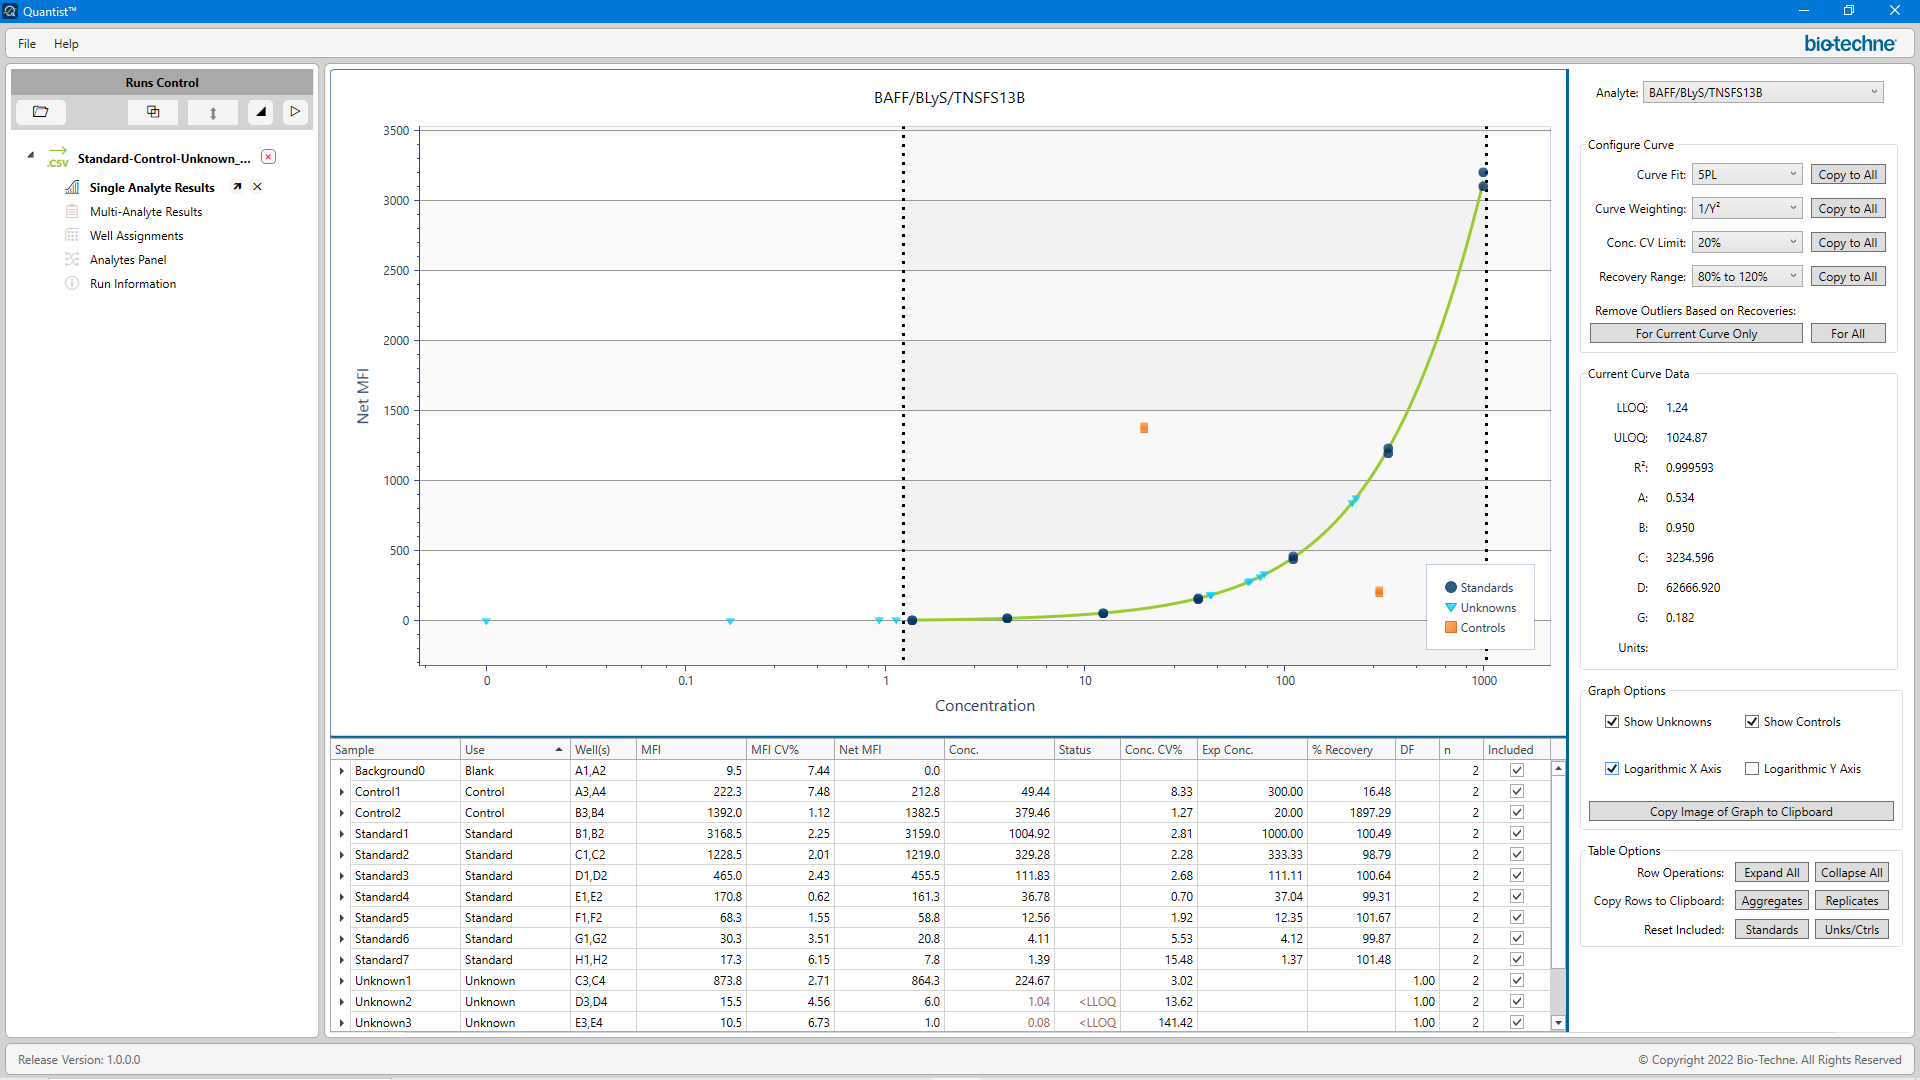 Quantist™
File Help
bio-techne
Runs Control
.CSV Standard-Control-Unknown_...
Single Analyte Results
Multi-Analyte Results
Well Assignments
Analytes Panel
Run Information
BAFF/BLyS/TNSFS13B
3500
3000
2500
2000
1500
1000
500
0
Net MFI
0 0.1 1 10 100 1000
Concentration
Standards
Unknowns
Controls
Sample Use Well(s) MFI MFI CV% Net MFI Conc. Status Conc. CV% Exp Conc. % Recovery DF n Included
Background0 Blank A1,A2 9.5 7.44 0.0 2
Control1 Control A3,A4 222.3 7.48 212.8 49.44 8.33 300.00 16.48 2
Control2 Control B3,B4 1392.0 1.12 1382.5 379.46 1.27 20.00 1897.29 2
Standard1 Standard B1,B2 3168.5 2.25 3159.0 1004.92 2.81 1000.00 100.49 2
Standard2 Standard C1,C2 1228.5 2.01 1219.0 329.28 2.28 333.33 98.79 2
Standard3 Standard D1,D2 465.0 2.43 455.5 111.83 2.68 111.11 100.64 2
Standard4 Standard E1,E2 170.8 0.62 161.3 36.78 0.70 37.04 99.31 2
Standard5 Standard F1,F2 68.3 1.55 58.8 12.56 1.92 12.35 101.67 2
Standard6 Standard G1,G2 30.3 3.51 20.8 4.11 5.53 4.12 99.87 2
Standard7 Standard H1,H2 17.3 6.15 7.8 1.39 15.48 1.37 101.48 2
Unknown1 Unknown C3,C4 873.8 2.71 864.3 224.67 3.02 1.00 2
Unknown2 Unknown D3,D4 15.5 4.56 6.0 1.04 <LLOQ 13.62 1.00 2
Unknown3 Unknown E3,E4 10.5 6.73 1.0 0.08 <LLOQ 141.42 1.00 2
Analyte: BAFF/BLyS/TNSFS13B
Configure Curve
Curve Fit: 5PL Copy to All
Curve Weighting: 1/Y² Copy to All
Conc. CV Limit: 20% Copy to All
Recovery Range: 80% to 120% Copy to All
Remove Outliers Based on Recoveries:
For Current Curve Only For All
Current Curve Data
LLOQ: 1.24
ULOQ: 1024.87
R²: 0.999593
A: 0.534
B: 0.950
C: 3234.596
D: 62666.920
G: 0.182
Units:
Graph Options
Show Unknowns Show Controls
Logarithmic X Axis Logarithmic Y Axis
Copy Image of Graph to Clipboard
Table Options
Row Operations: Expand All Collapse All
Copy Rows to Clipboard: Aggregates Replicates
Reset Included: Standards Unks/Ctrls
Release Version: 1.0.0.0
© Copyright 2022 Bio-Techne. All Rights Reserved